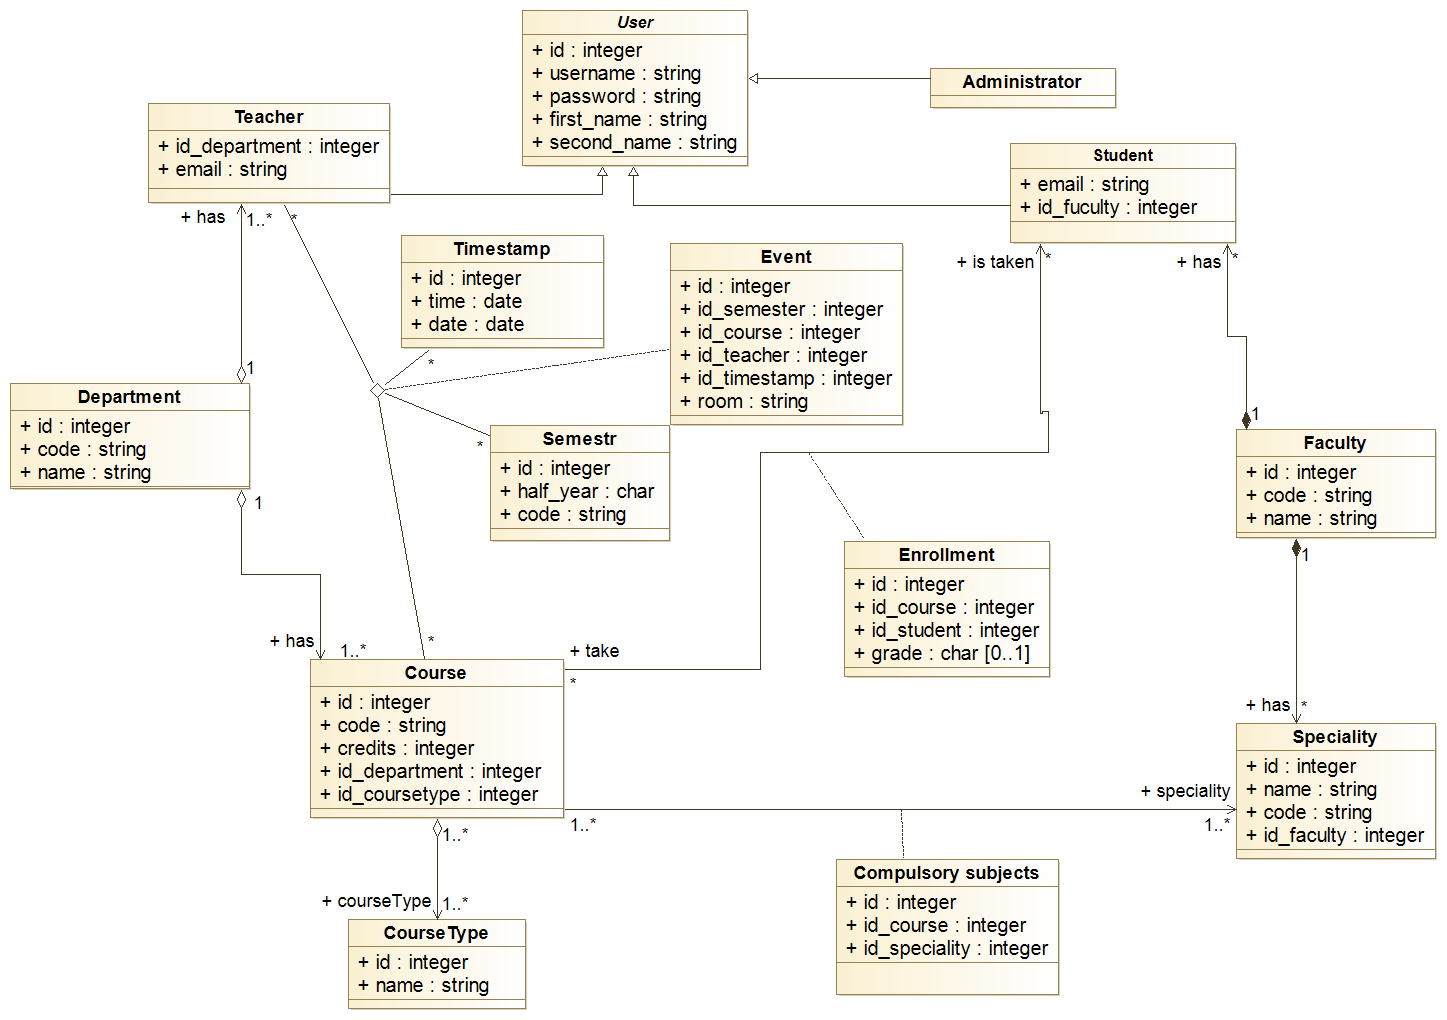 User
+ id : integer
+ username : string
+ password : string
+ first_name : string
+ second_name : string
Administrator
Teacher
+ id_department : integer
+ email : string
Student
+ email : string
+ id_fuculty : integer
+ has
1..*
*
Timestamp
+ id : integer
+ time : date
+ date : date
*
Event
+ id : integer
+ id_semester : integer
+ id_course : integer
+ id_teacher : integer
+ id_timestamp : integer
+ room : string
+ is taken
*
+ has
*
1
Department
+ id : integer
+ code : string
+ name : string
1
Semestr
+ id : integer
+ half_year : char
+ code : string
*
1
Faculty
+ id : integer
+ code : string
+ name : string
1
Enrollment
+ id : integer
+ id_course : integer
+ id_student : integer
+ grade : char [0..1]
+ has
1..*
*
+ take
*
Course
+ id : integer
+ code : string
+ credits : integer
+ id_department : integer
+ id_coursetype : integer
+ has
*
Speciality
+ id : integer
+ name : string
+ code : string
+ id_faculty : integer
+ speciality
1..*
1..*
1..*
+ courseType
1..*
CourseType
+ id : integer
+ name : string
Compulsory subjects
+ id : integer
+ id_course : integer
+ id_speciality : integer